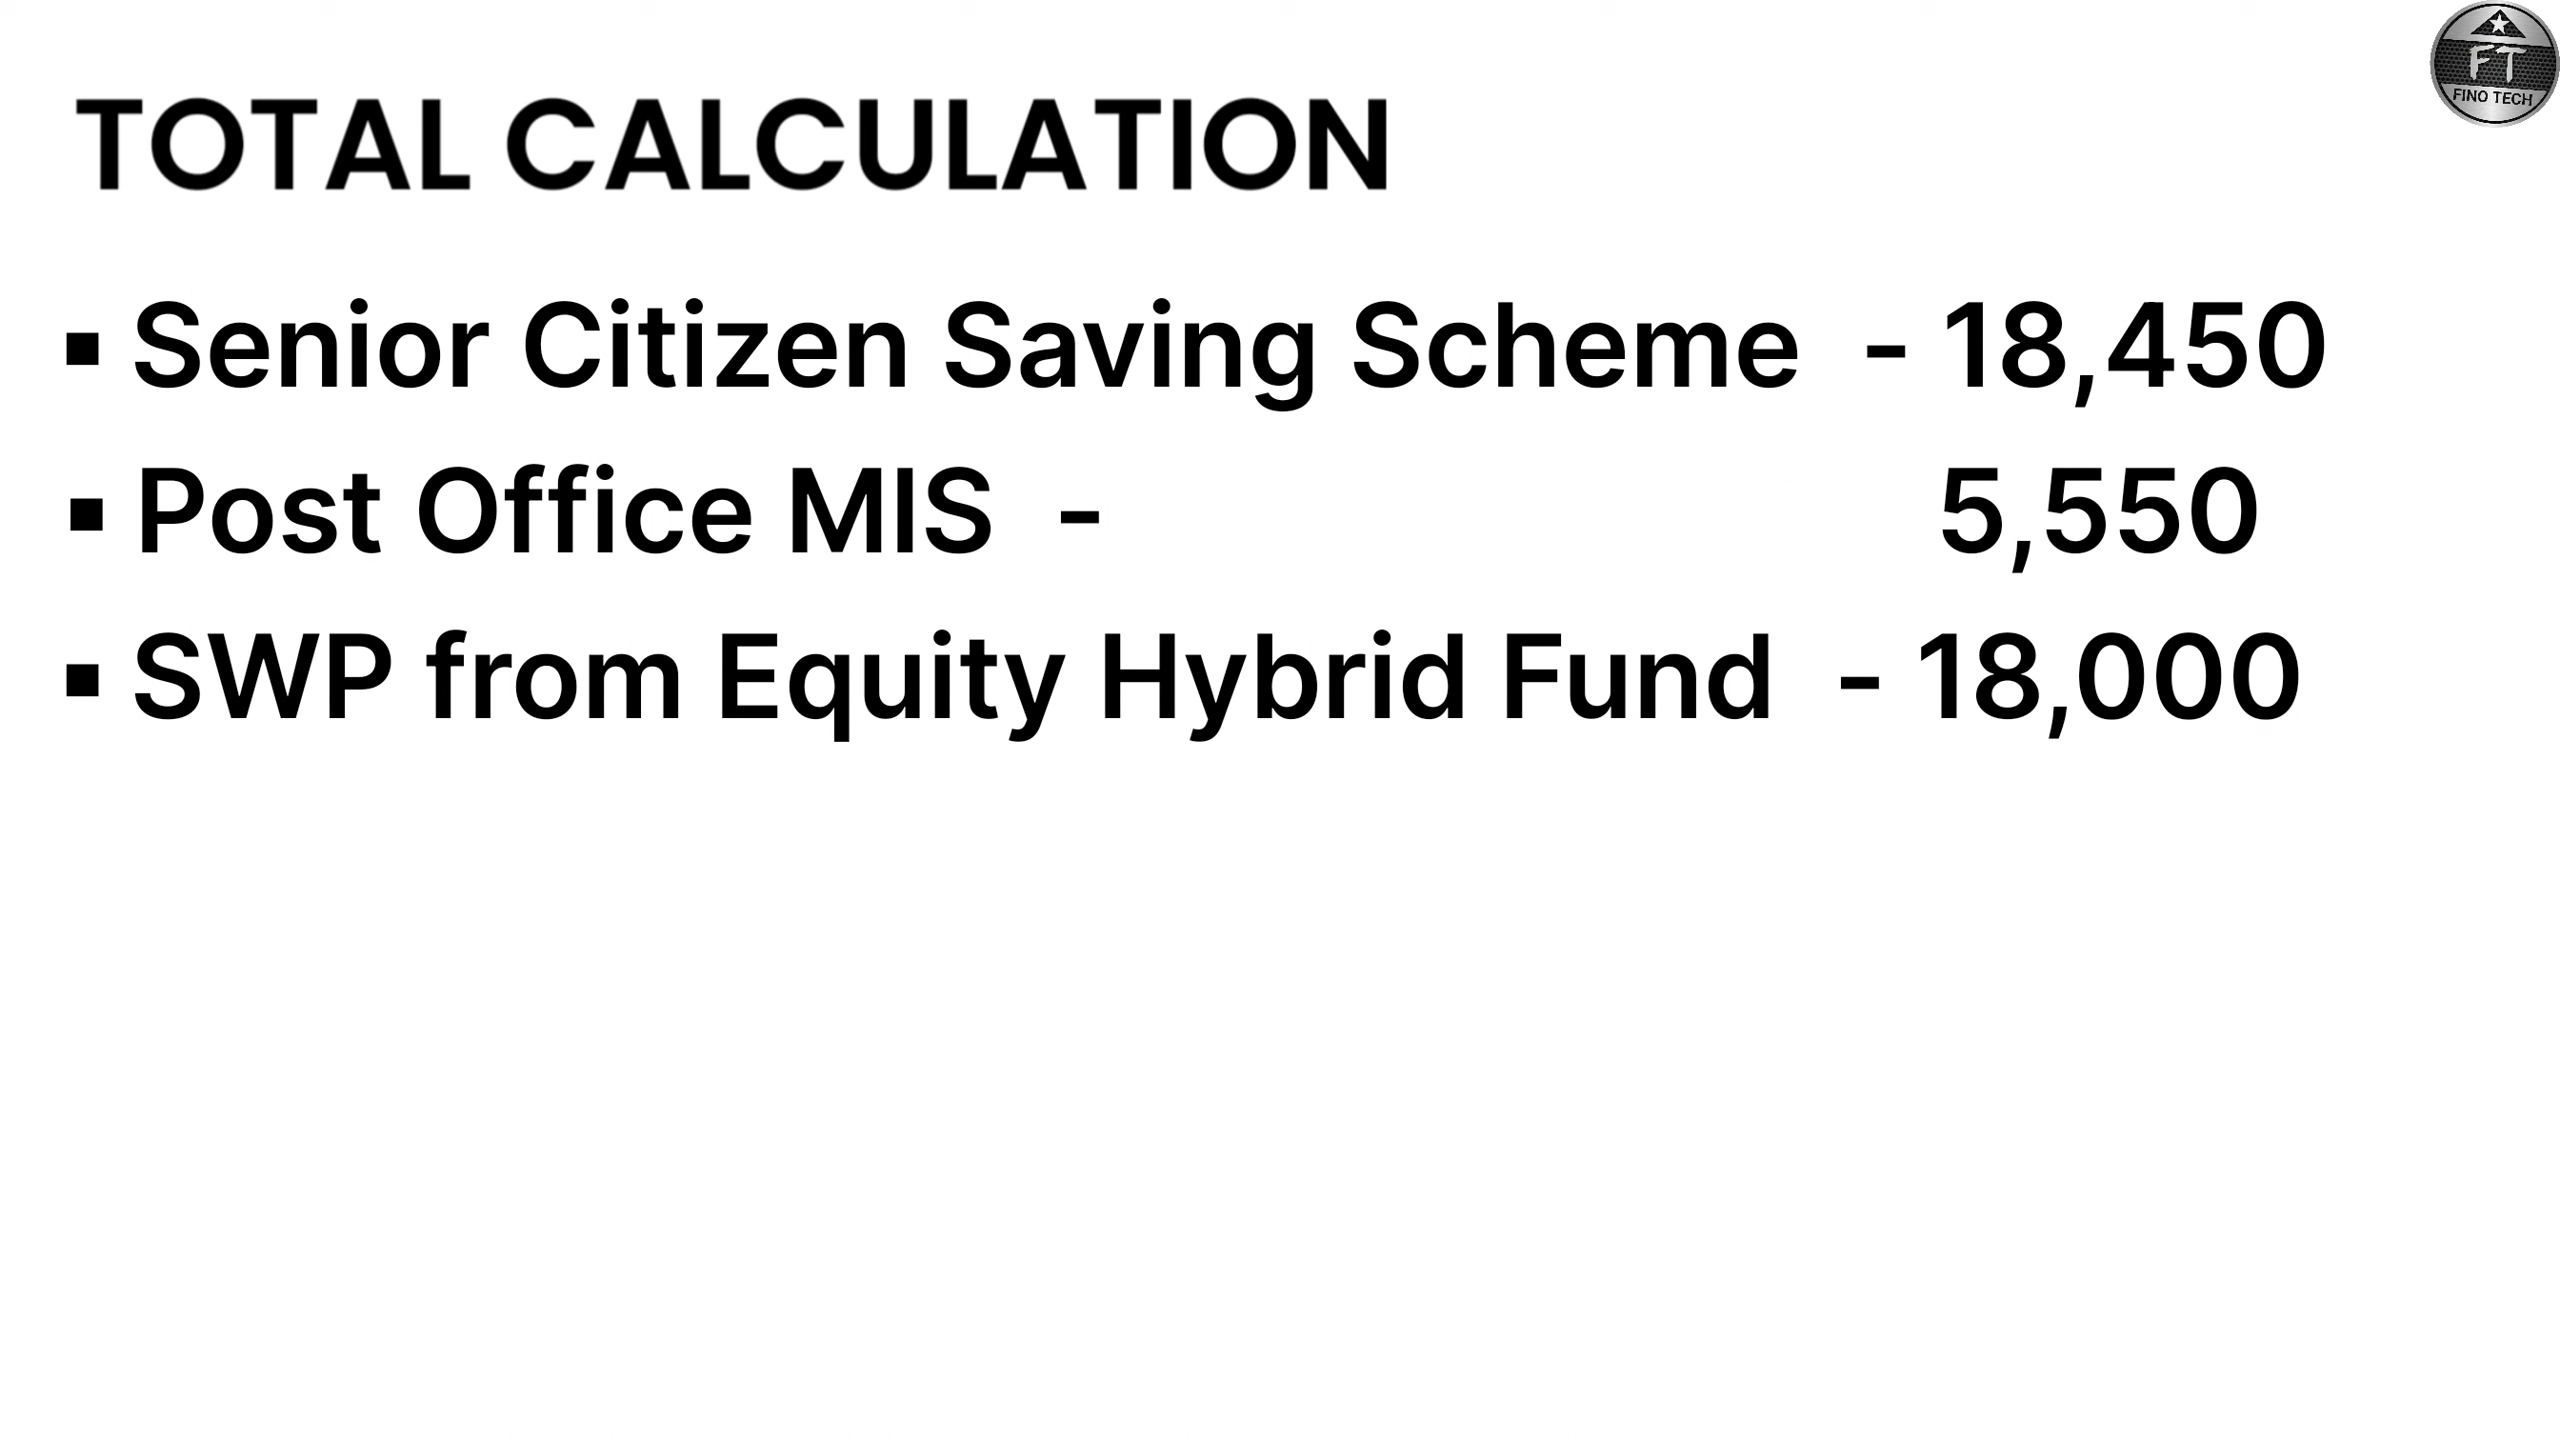 FT
FINO TECH
TOTAL CALCULATION
▪ Senior Citizen Saving Scheme - 18,450
▪ Post Office MIS - 5,550
▪ SWP from Equity Hybrid Fund - 18,000